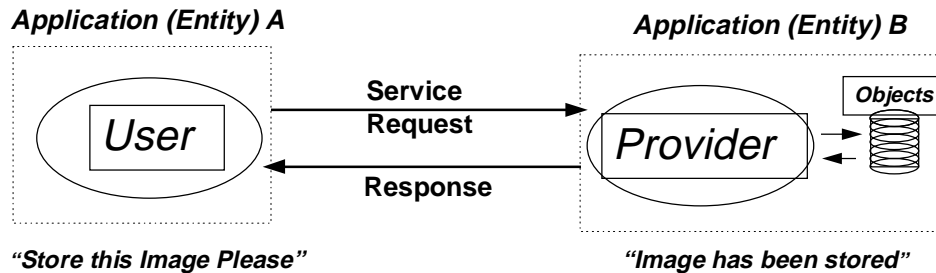 Application (Entity) A
Application (Entity) B
Service
Request
Objects
User
Provider
Response
“Store this Image Please”
“Image has been stored”